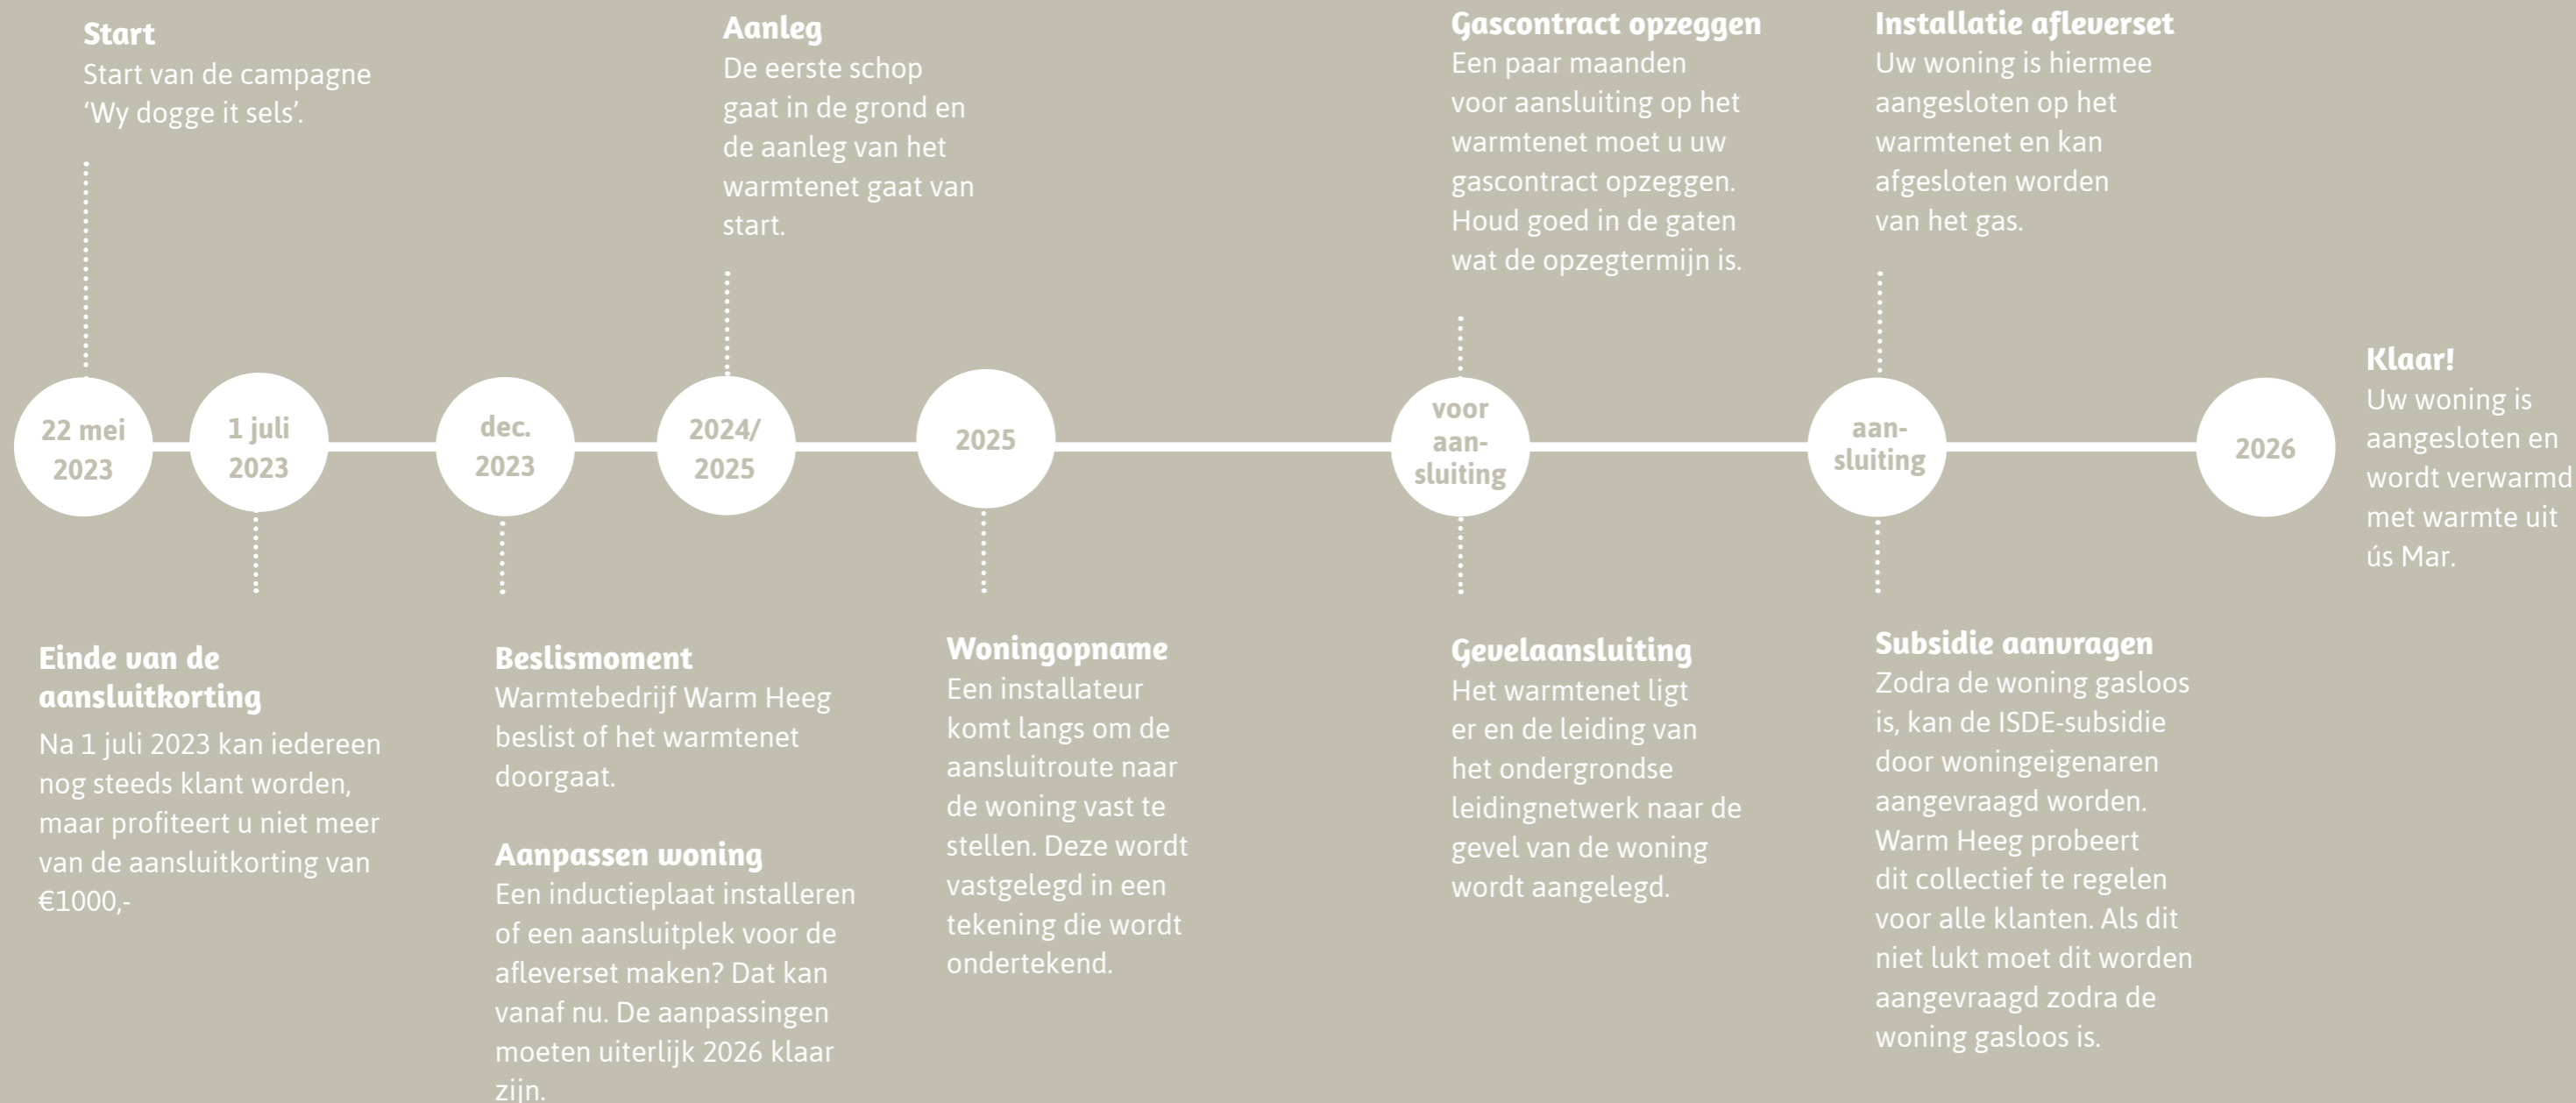 Start
Start van de campagne
‘Wy dogge it sels’.
Aanleg
De eerste schop
gaat in de grond en
de aanleg van het
warmtenet gaat van
start.
Gascontract opzeggen
Een paar maanden
voor aansluiting op het
warmtenet moet u uw
gascontract opzeggen.
Houd goed in de gaten
wat de opzegtermijn is.
Installatie afleverset
Uw woning is hiermee
aangesloten op het
warmtenet en kan
afgesloten worden
van het gas.
22 mei
2023
1 juli
2023
dec.
2023
2024/
2025
2025
voor
aan-
sluiting
aan-
sluiting
2026
Klaar!
Uw woning is
aangesloten en
wordt verwarmd
met warmte uit
ús Mar.
Einde van de
aansluitkorting
Na 1 juli 2023 kan iedereen
nog steeds klant worden,
maar profiteert u niet meer
van de aansluitkorting van
€1000,-
Beslismoment
Warmtebedrijf Warm Heeg
beslist of het warmtenet
doorgaat.
Aanpassen woning
Een inductieplaat installeren
of een aansluitplek voor de
afleverset maken? Dat kan
vanaf nu. De aanpassingen
moeten uiterlijk 2026 klaar
zijn.
Woningopname
Een installateur
komt langs om de
aansluitroute naar
de woning vast te
stellen. Deze wordt
vastgelegd in een
tekening die wordt
ondertekend.
Gevelaansluiting
Het warmtenet ligt
er en de leiding van
het ondergrondse
leidingnetwerk naar de
gevel van de woning
wordt aangelegd.
Subsidie aanvragen
Zodra de woning gasloos
is, kan de ISDE-subsidie
door woningeigenaren
aangevraagd worden.
Warm Heeg probeert
dit collectief te regelen
voor alle klanten. Als dit
niet lukt moet dit worden
aangevraagd zodra de
woning gasloos is.